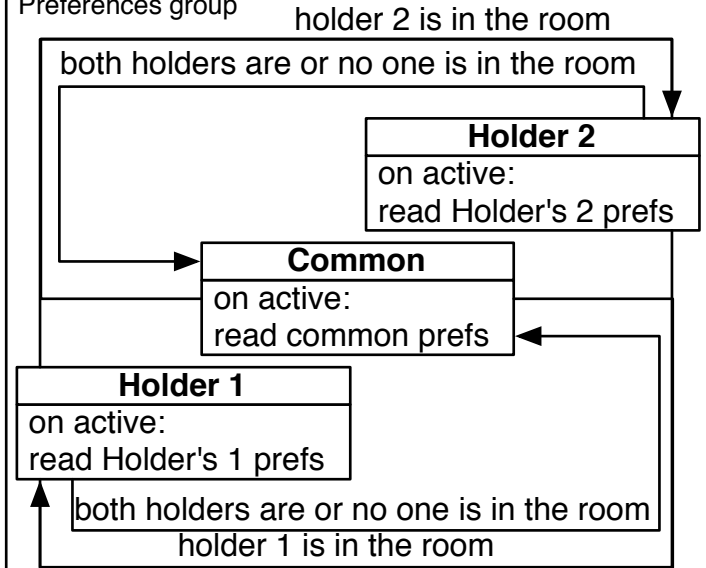 Preferences group
holder 2 is in the room
both holders are or no one is in the room
Holder 2
on active:
read Holder's 2 prefs
Common
on active:
read common prefs
Holder 1
on active:
read Holder's 1 prefs
both holders are or no one is in the room
holder 1 is in the room